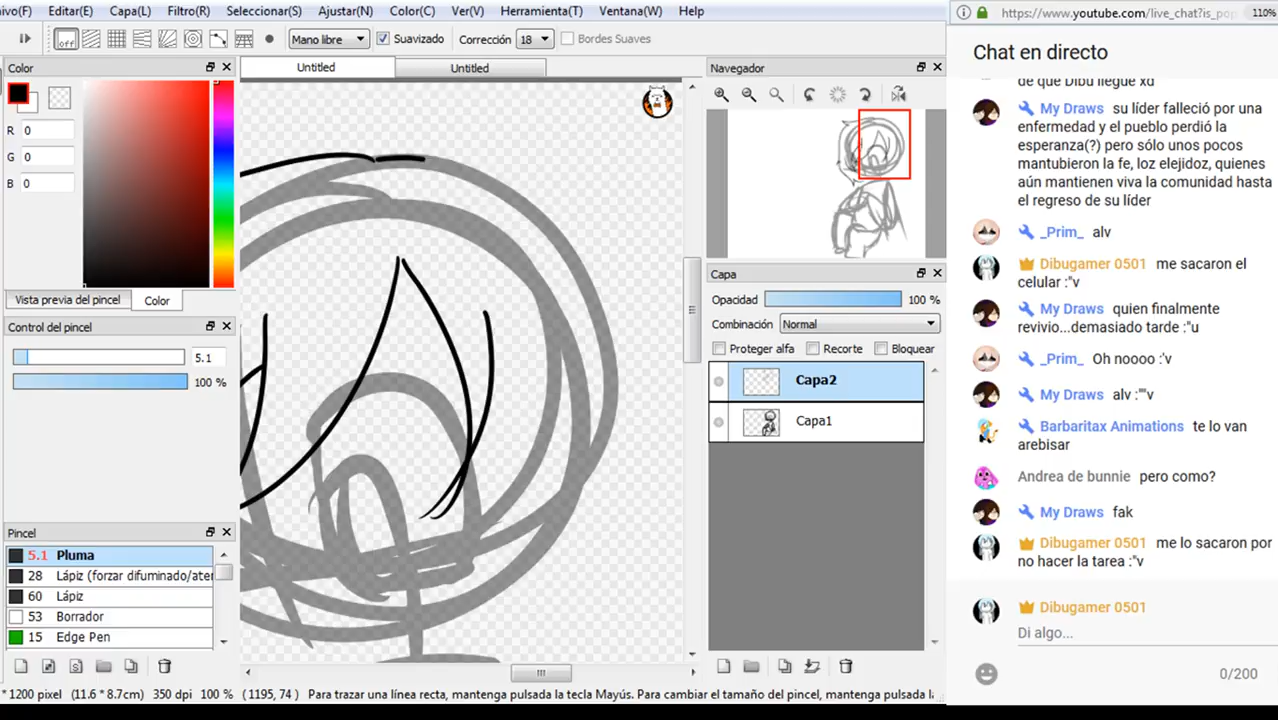 ivo(F) Editar(E) Capa(L) Filtro(R) Seleccionar(S) Ajustar(N) Color(C) Ver(V) Herramienta(T) Ventana(W) Help
off Mano libre Suavizado Corrección 18 Bordes Suaves
Color
R 0
G 0
B 0
Vista previa del pincel Color
Control del pincel
5.1
100 %
Pincel
5.1 Pluma
28 Lápiz (forzar difuminado/ater
60 Lápiz
53 Borrador
15 Edge Pen
Untitled Untitled
Navegador
Capa
Opacidad 100 %
Combinación Normal
Proteger alfa Recorte Bloquear
Capa2
Capa1
* 1200 pixel (11.6 * 8.7cm) 350 dpi 100 % (1195, 74) Para trazar una línea recta, mantenga pulsada la tecla Mayús. Para cambiar el tamaño del pincel, mantenga pulsada l
https://www.youtube.com/live_chat?is_pop 110%
Chat en directo
de que Dibu llegue xd
My Draws su líder falleció por una
enfermedad y el pueblo perdió la
esperanza(?) pero sólo unos pocos
mantubieron la fe, loz elejidoz, quienes
aún mantienen viva la comunidad hasta
el regreso de su líder
_Prim_ alv
Dibugamer 0501 me sacaron el
celular :"v
My Draws quien finalmente
revivio...demasiado tarde :"u
_Prim_ Oh noooo :'v
My Draws alv :'"v
Barbaritax Animations te lo van
arebisar
Andrea de bunnie pero como?
My Draws fak
Dibugamer 0501 me lo sacaron por
no hacer la tarea :"v
Dibugamer 0501
Di algo...
0/200